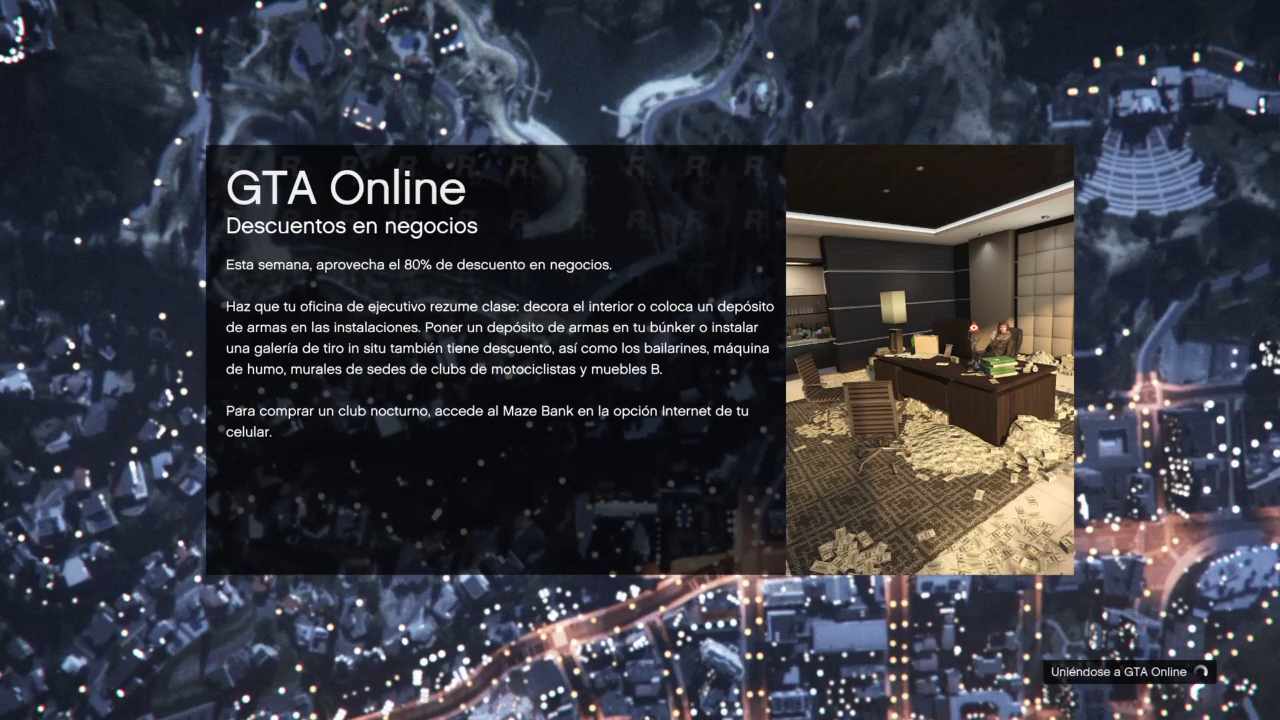 GTA Online
Descuentos en negocios
Esta semana, aprovecha el 80% de descuento en negocios.
Haz que tu oficina de ejecutivo rezume clase: decora el interior o coloca un depósito
de armas en las instalaciones. Poner un depósito de armas en tu búnker o instalar
una galería de tiro in situ también tiene descuento, así como los bailarines, máquina
de humo, murales de sedes de clubs de motociclistas y muebles B.
Para comprar un club nocturno, accede al Maze Bank en la opción Internet de tu
celular.
Uniéndose a GTA Online